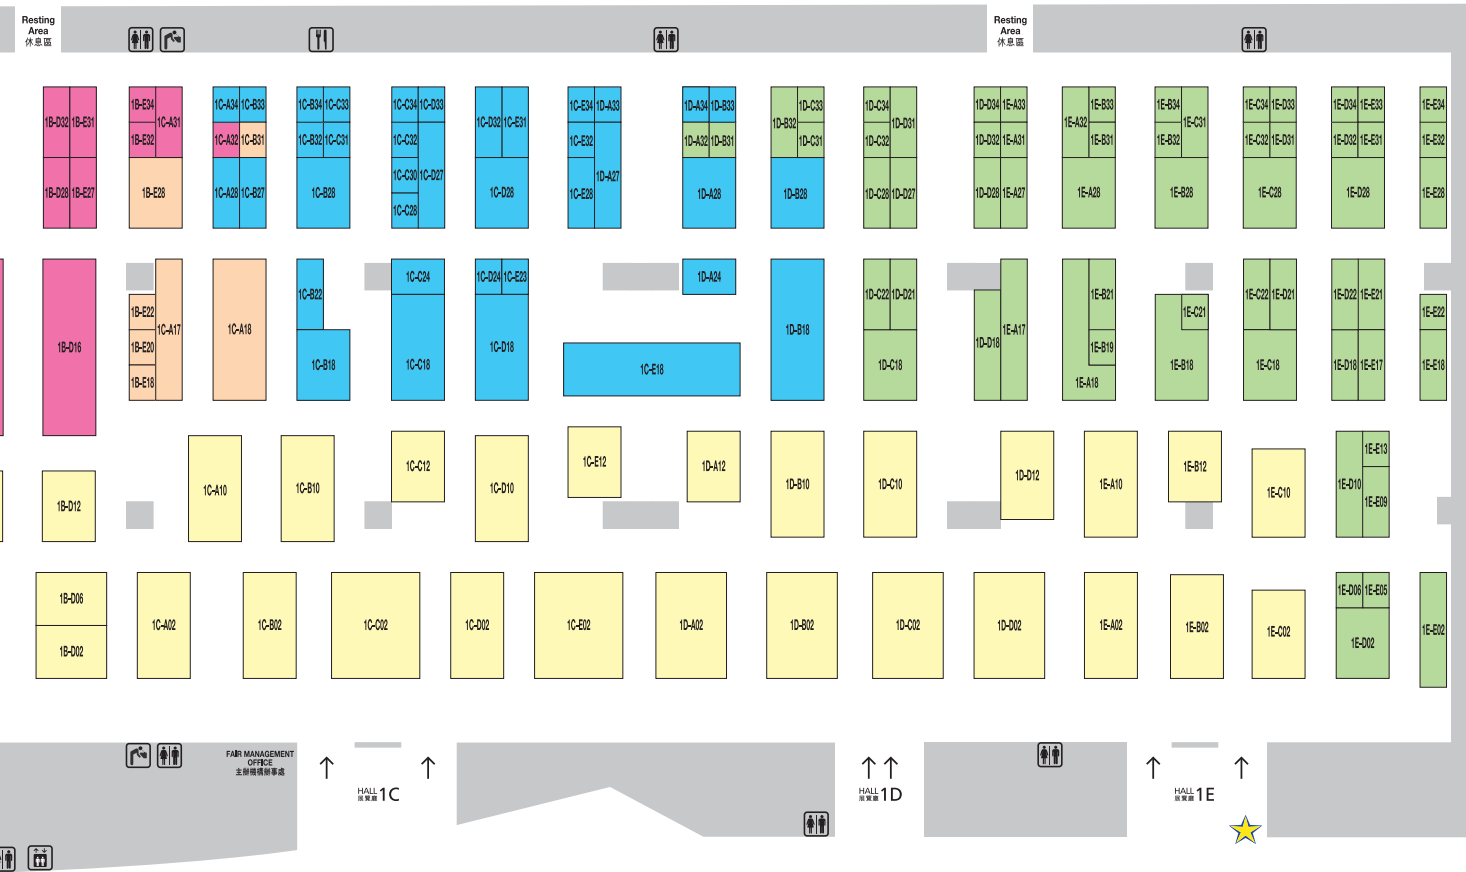 Resting
Area
休息區
Resting
Area
休息區
1B-D32 1B-E31
1B-D28 1B-E27
1B-E34
1B-E32
1C-A31
1B-E28
1C-A34 1C-B33
1C-A32 1C-B31
1C-A28 1C-B27
1C-B34 1C-C33
1C-B32 1C-C31
1C-B28
1C-C34 1C-D33
1C-C32
1C-C30
1C-C28
1C-D27
1C-D32 1C-E31
1C-D28
1C-E34 1D-A33
1C-E32
1C-E28
1D-A27
1D-A34 1D-B33
1D-A32 1D-B31
1D-A28
1D-B32
1D-C33
1D-C31
1D-B28
1D-C34
1D-C32
1D-D31
1D-C28 1D-D27
1D-D34 1E-A33
1D-D32 1E-A31
1D-D28 1E-A27
1E-A32
1E-B33
1E-B31
1E-A28
1E-B34
1E-B32
1E-C31
1E-B28
1E-C34 1E-D33
1E-C32 1E-D31
1E-C28
1E-D34 1E-E33
1E-D32 1E-E31
1E-D28
1E-E34
1E-E32
1E-E28
1B-D16
1B-E22
1B-E20
1B-E18
1C-A17
1C-A18
1C-B22
1C-B18
1C-C24
1C-C18
1C-D24 1C-E23
1C-D18
1D-A24
1C-E18
1D-B18
1D-C22 1D-D21
1D-C18
1D-D18
1E-A17
1E-B21
1E-B19
1E-A18
1E-C21
1E-B18
1E-C22 1E-D21
1E-C18
1E-D22 1E-E21
1E-D18 1E-E17
1E-E22
1E-E18
1B-D12
1C-A10
1C-B10
1C-C12
1C-D10
1C-E12
1D-A12
1D-B10
1D-C10
1D-D12
1E-A10
1E-B12
1E-C10
1E-D10
1E-E13
1E-E09
1B-D06
1B-D02
1C-A02
1C-B02
1C-C02
1C-D02
1C-E02
1D-A02
1D-B02
1D-C02
1D-D02
1E-A02
1E-B02
1E-C02
1E-D06 1E-E05
1E-D02
1E-E02
FAIR MANAGEMENT
OFFICE
主辦機構辦事處
HALL
展覽廳 1C
HALL
展覽廳 1D
HALL
展覽廳 1E